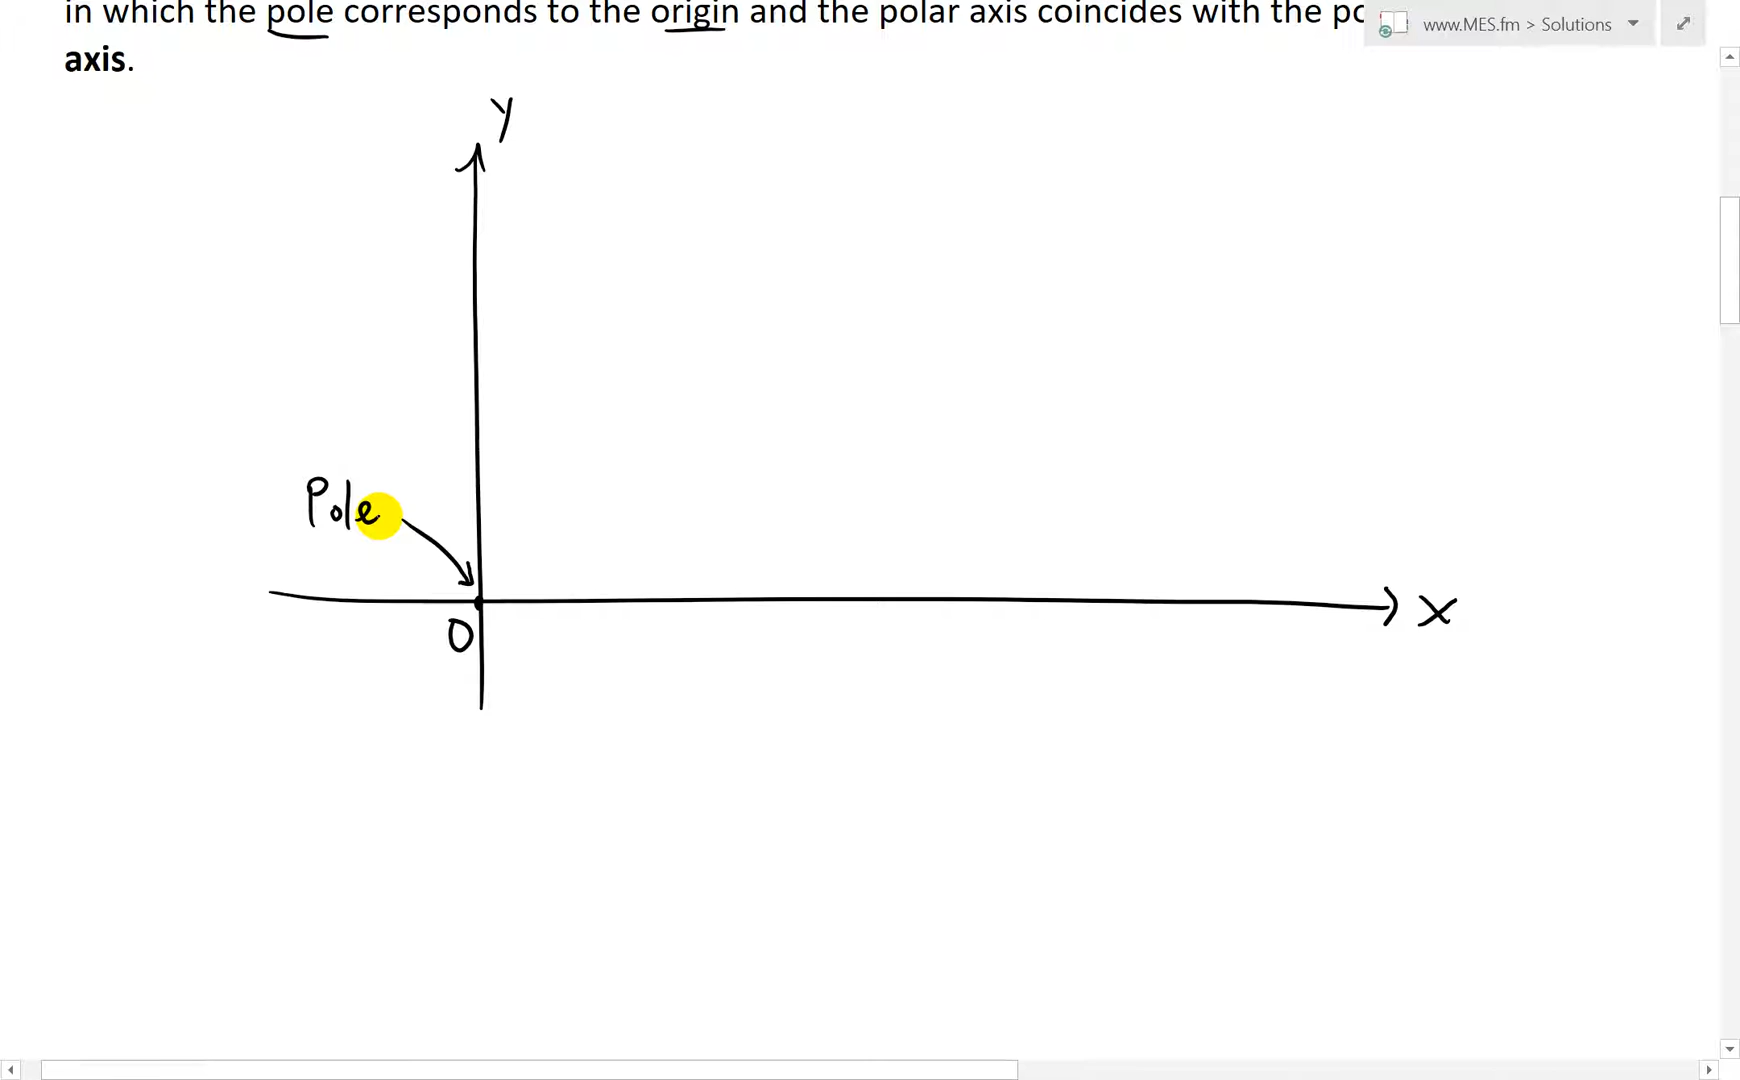 in which the pole corresponds to the origin and the polar axis coincides with the
www.MES.fm > Solutions
axis.
y
Pole
O
x